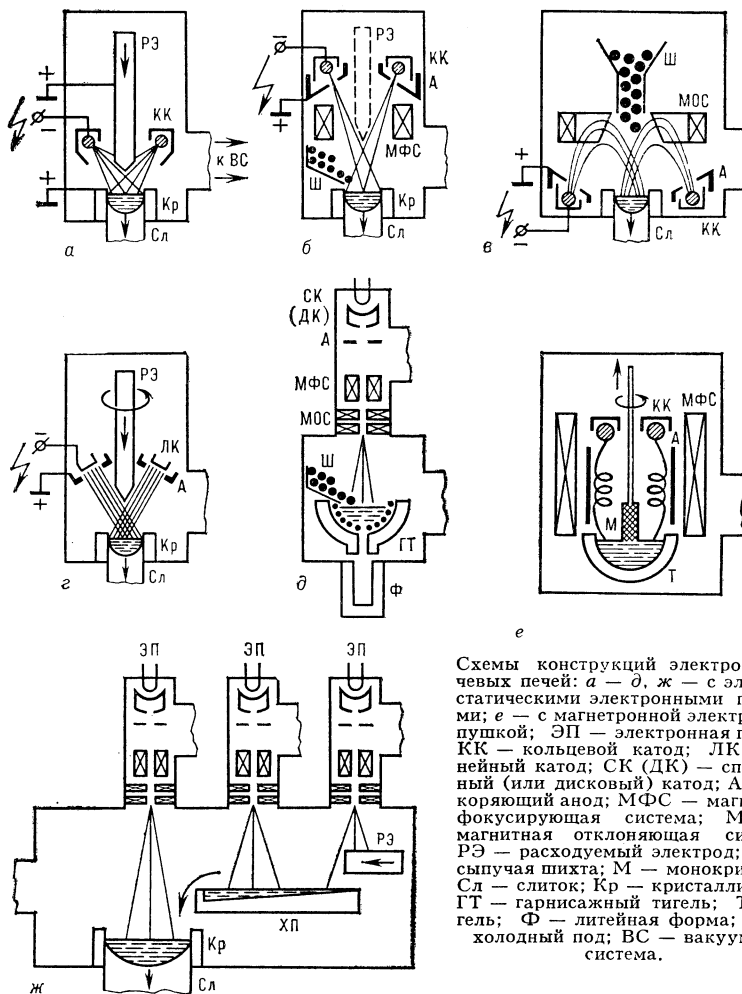 РЭ
КК
к ВС
Кр
Сл
а
РЭ
КК
А
МФС
Ш
Кр
Сл
б
Ш
МОС
А
Сл
КК
в
РЭ
ЛК
А
Кр
Сл
г
СК
(ДК)
А
МФС
МОС
Ш
ГТ
Ф
д
КК
МФС
А
М
Т
е
ЭП ЭП ЭП
РЭ
ХП
Кр
Сл
ж
Схемы конструкций электро
чевых печей: а — д, ж — с эл
статическими электронными п
ми; е — с магнетронной электр
пушкой; ЭП — электронная п
КК — кольцевой катод; ЛК
нейный катод; СК (ДК) — сп
ный (или дисковый) катод; А
коряющий анод; МФС — магн
фокусирующая система; М
магнитная отклоняющая си
РЭ — расходуемый электрод;
сыпучая шихта; М — монокри
Сл — слиток; Кр — кристалли
ГТ — гарнисажный тигель; Т
гель; Ф — литейная форма;
холодный под; ВС — вакуум
система.